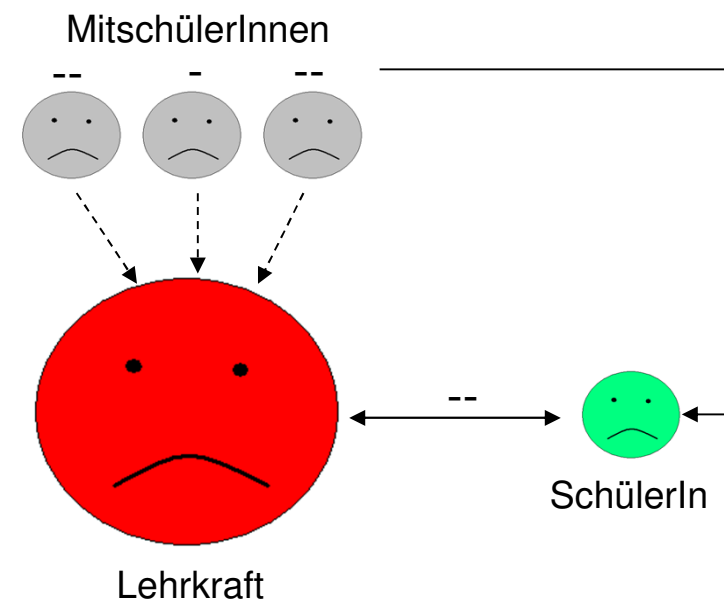 MitschülerInnen
-- - --
--
SchülerIn
Lehrkraft